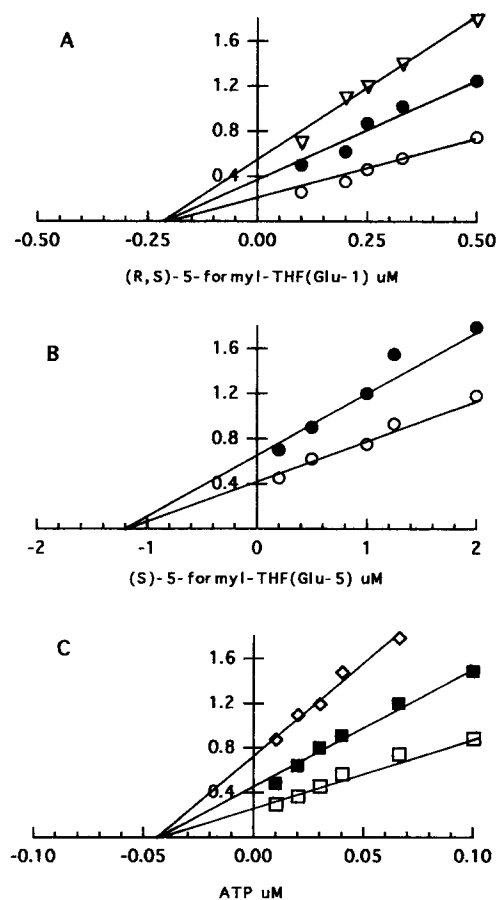 A
1.6
1.2
0.8
0.4
-0.50 -0.25 0.00 0.25 0.50
(R,S)-5-formyl-THF(Glu-1) uM
B
1.6
1.2
0.8
0.4
-2 -1 0 1 2
(S)-5-formyl-THF(Glu-5) uM
C
1.6
1.2
0.8
0.4
-0.10 -0.05 0.00 0.05 0.10
ATP uM